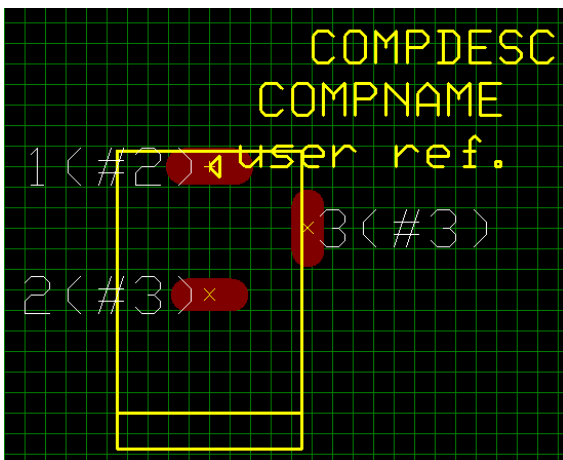 COMPDESC
COMPNAME
user ref.
1(#2)
3(#3)
2(#3)